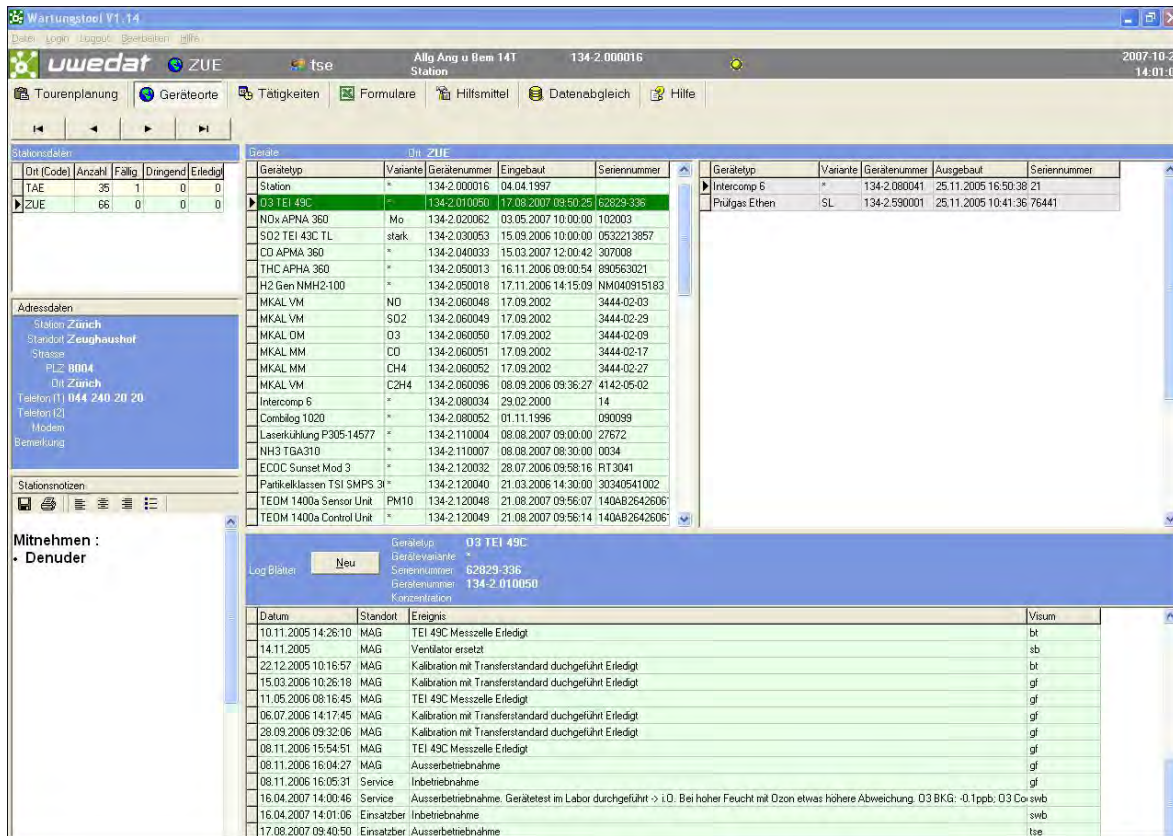 Wartungstool V1.14
Datei Login Logout Bearbeiten Hilfe
uwedat ZUE tse Allg Ang u Bem 14T 134-2.000016 2007-10-2
Station 14:01:0
Tourenplanung Geräteorte Tätigkeiten Formulare Hilfsmittel Datenabgleich Hilfe
Stationsdaten
Ort (Code) Anzahl Fällig Dringend Erledigt
TAE 35 1 0 0
ZUE 66 0 0 0
Adressdaten
Station Zürich
Standort Zeughaushof
Strasse
PLZ 8004
Ort Zürich
Telefon (1) 044 240 20 20
Telefon (2)
Modem
Bemerkung
Stationsnotizen
Mitnehmen :
• Denuder
Geräte Ort ZUE
Gerätetyp Variante Gerätenummer Eingebaut Seriennummer
Station * 134-2.000016 04.04.1997
O3 TEI 49C * 134-2.010050 17.08.2007 09:50:25 62829-336
NOx APNA 360 Mo 134-2.020062 03.05.2007 10:00:00 102003
SO2 TEI 43C TL stark 134-2.030053 15.09.2006 10:00:00 0532213857
CO APMA 360 * 134-2.040033 15.03.2007 12:00:42 307008
THC APHA 360 * 134-2.050013 16.11.2006 09:00:54 890563021
H2 Gen NMH2-100 * 134-2.050018 17.11.2006 14:15:09 NM040915183
MKAL VM NO 134-2.060048 17.09.2002 3444-02-03
MKAL VM SO2 134-2.060049 17.09.2002 3444-02-29
MKAL OM O3 134-2.060050 17.09.2002 3444-02-09
MKAL MM CO 134-2.060051 17.09.2002 3444-02-17
MKAL MM CH4 134-2.060052 17.09.2002 3444-02-27
MKAL VM C2H4 134-2.060096 08.09.2006 09:36:27 4142-05-02
Intercomp 6 * 134-2.080034 29.02.2000 14
Combilog 1020 * 134-2.080052 01.11.1996 090099
Laserkühlung P305-14577 * 134-2.110004 08.08.2007 09:00:00 27672
NH3 TGA310 * 134-2.110007 08.08.2007 08:30:00 0034
ECOC Sunset Mod 3 * 134-2.120032 28.07.2006 09:58:16 RT3041
Partikelklassen TSI SMPS 3( * 134-2.120040 21.03.2006 14:30:00 30340541002
TEOM 1400a Sensor Unit PM10 134-2.120048 21.08.2007 09:56:07 140AB2642606
TEOM 1400a Control Unit * 134-2.120049 21.08.2007 09:56:14 140AB2642606
Gerätetyp Variante Gerätenummer Ausgebaut Seriennummer
Intercomp 6 * 134-2.080041 25.11.2005 16:50:38 21
Prüfgas Ethen SL 134-2.590001 25.11.2005 10:41:36 76441
Log Blätter Neu
Gerätetyp O3 TEI 49C
Gerätevariante *
Seriennummer 62829-336
Gerätenummer 134-2.010050
Konzentration
Datum Standort Ereignis Visum
10.11.2005 14:26:10 MAG TEI 49C Messzelle Erledigt bt
14.11.2005 MAG Ventilator ersetzt sb
22.12.2005 10:16:57 MAG Kalibration mit Transferstandard duchgeführt Erledigt bt
15.03.2006 10:26:18 MAG Kalibration mit Transferstandard duchgeführt Erledigt gf
11.05.2006 08:16:45 MAG TEI 49C Messzelle Erledigt gf
06.07.2006 14:17:45 MAG Kalibration mit Transferstandard duchgeführt Erledigt gf
28.09.2006 09:32:06 MAG Kalibration mit Transferstandard duchgeführt Erledigt gf
08.11.2006 15:54:51 MAG TEI 49C Messzelle Erledigt gf
08.11.2006 16:04:27 MAG Ausserbetriebnahme gf
08.11.2006 16:05:31 Service Inbetriebnahme gf
16.04.2007 14:00:46 Service Ausserbetriebnahme. Gerätetest im Labor durchgeführt -> i.O. Bei hoher Feucht mit Ozon etwas höhere Abweichung. O3 BKG: -0.1ppb; O3 Co swb
16.04.2007 14:01:06 Einsatzber Inbetriebnahme swb
17.08.2007 09:40:50 Einsatzber Ausserbetriebnahme tse